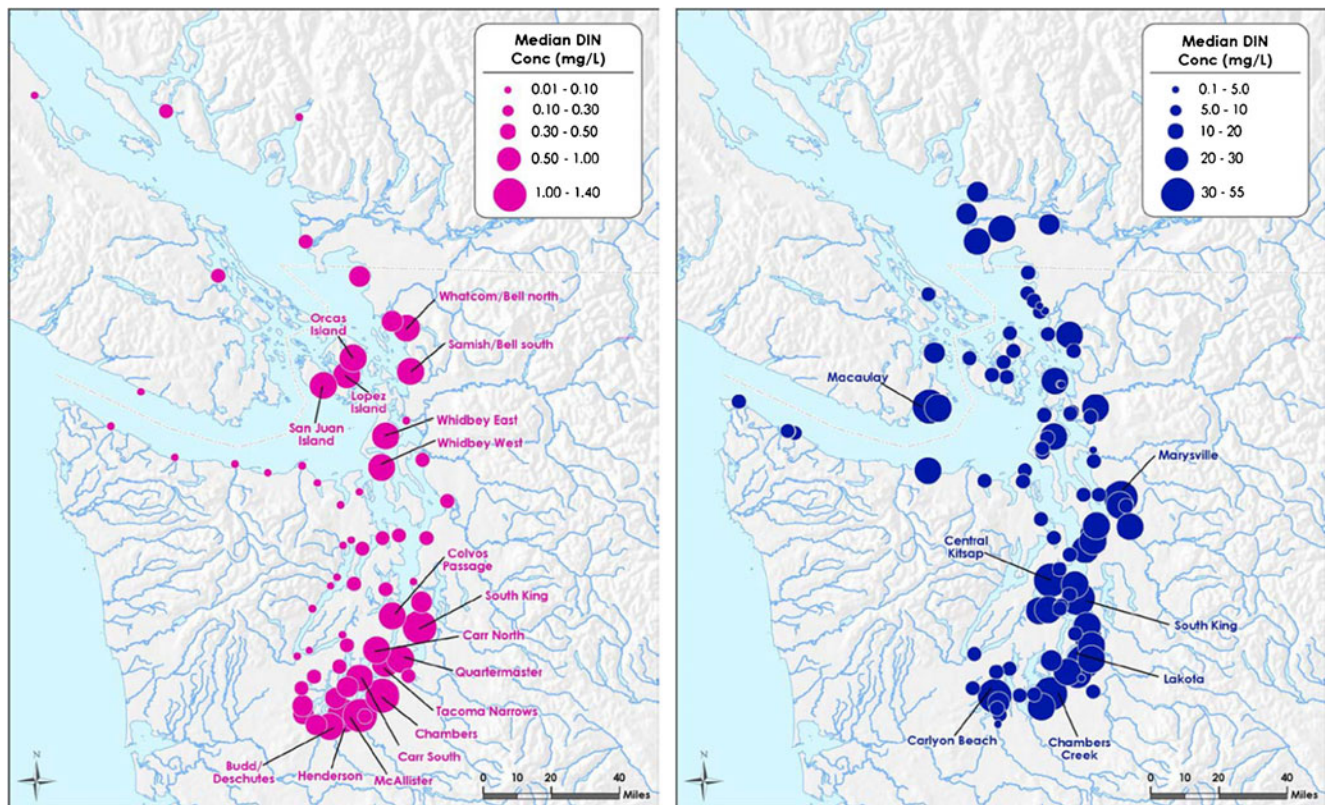 Median DIN
Conc (mg/L)
0.01 - 0.10
0.10 - 0.30
0.30 - 0.50
0.50 - 1.00
1.00 - 1.40
Whatcom/Bell north
Orcas
Island
Samish/Bell south
Lopez
Island
San Juan
Island
Whidbey East
Whidbey West
Colvos
Passage
South King
Carr North
Quartermaster
Tacoma Narrows
Chambers
Carr South
Budd/
Deschutes
Henderson
McAllister
N
0 10 20 40
Miles
Median DIN
Conc (mg/L)
0.1 - 5.0
5.0 - 10
10 - 20
20 - 30
30 - 55
Macaulay
Marysville
Central
Kitsap
South King
Lakota
Carlyon Beach
Chambers
Creek
N
0 10 20 40
Miles